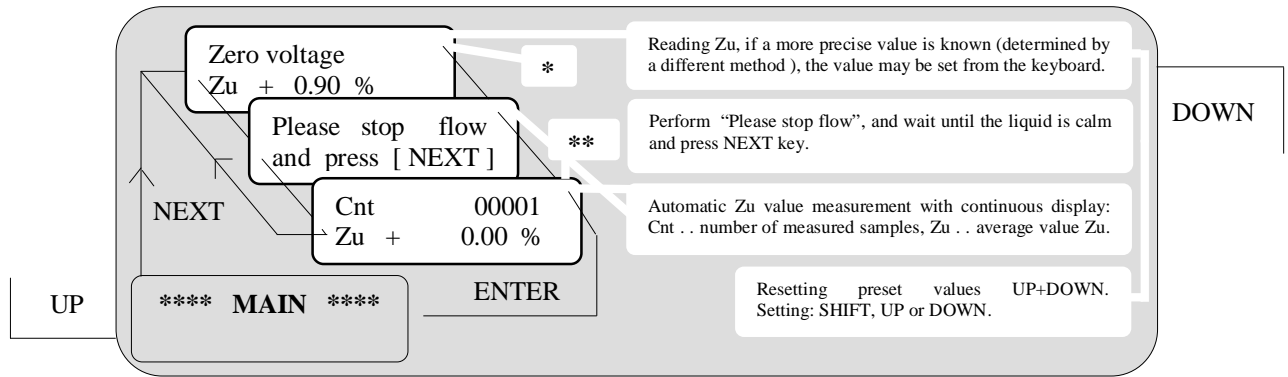 Zero voltage
Zu + 0.90 %
*
Reading Zu, if a more precise value is known (determined by
a different method ), the value may be set from the keyboard.
DOWN
Please stop flow
and press [ NEXT ]
**
Perform “Please stop flow”, and wait until the liquid is calm
and press NEXT key.
NEXT
Cnt 00001
Zu + 0.00 %
Automatic Zu value measurement with continuous display:
Cnt . . number of measured samples, Zu . . average value Zu.
UP
**** MAIN ****
ENTER
Resetting preset values UP+DOWN.
Setting: SHIFT, UP or DOWN.